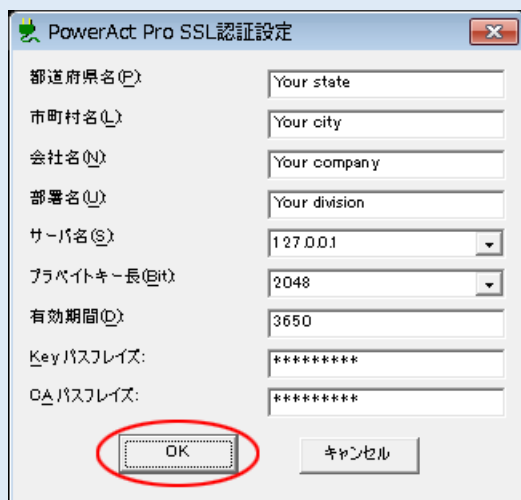 PowerAct Pro SSL認証設定
都道府県名(P): Your state
市町村名(L): Your city
会社名(N): Your company
部署名(U): Your division
サーバ名(S): 127.0.0.1
プラベイトキー長(Bit): 2048
有効期間(D): 3650
Key パスフレイズ: *********
CA パスフレイズ: *********
OK キャンセル